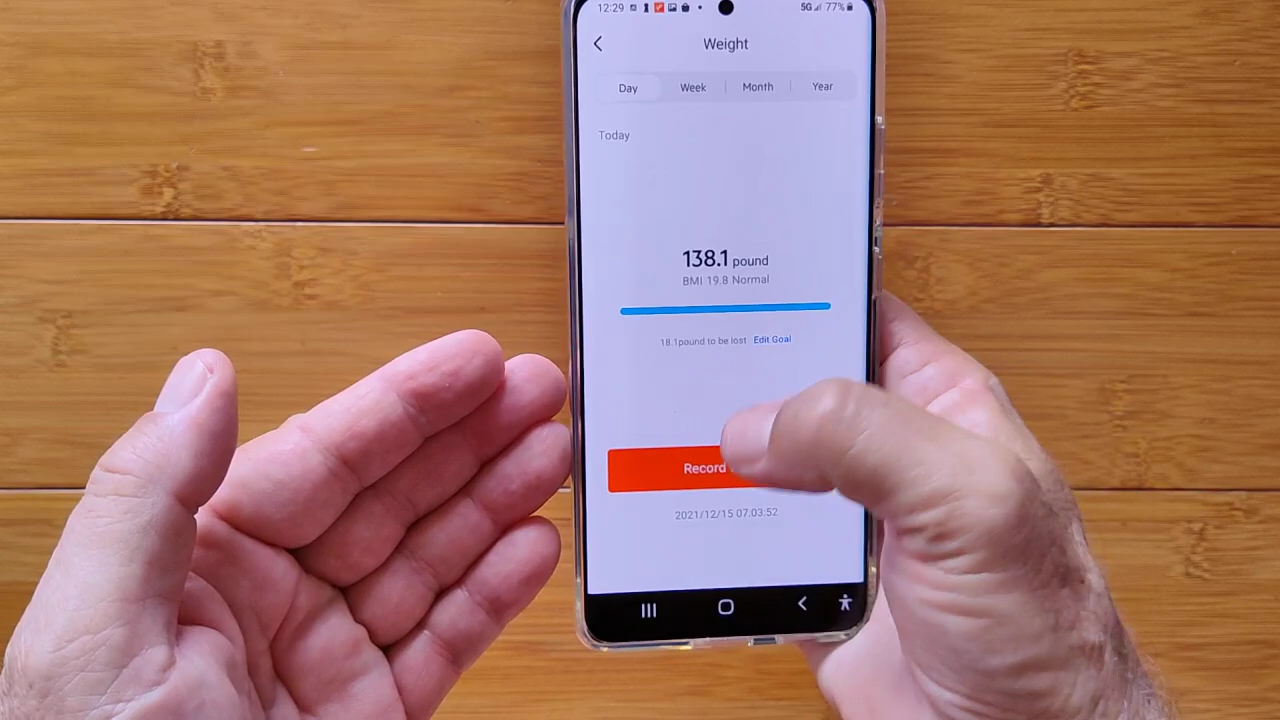 12:29 5G 77%
Weight
Day Week Month Year
Today
138.1 pound
BMI 19.8 Normal
18.1pound to be lost Edit Goal
Record
2021/12/15 07:03:52